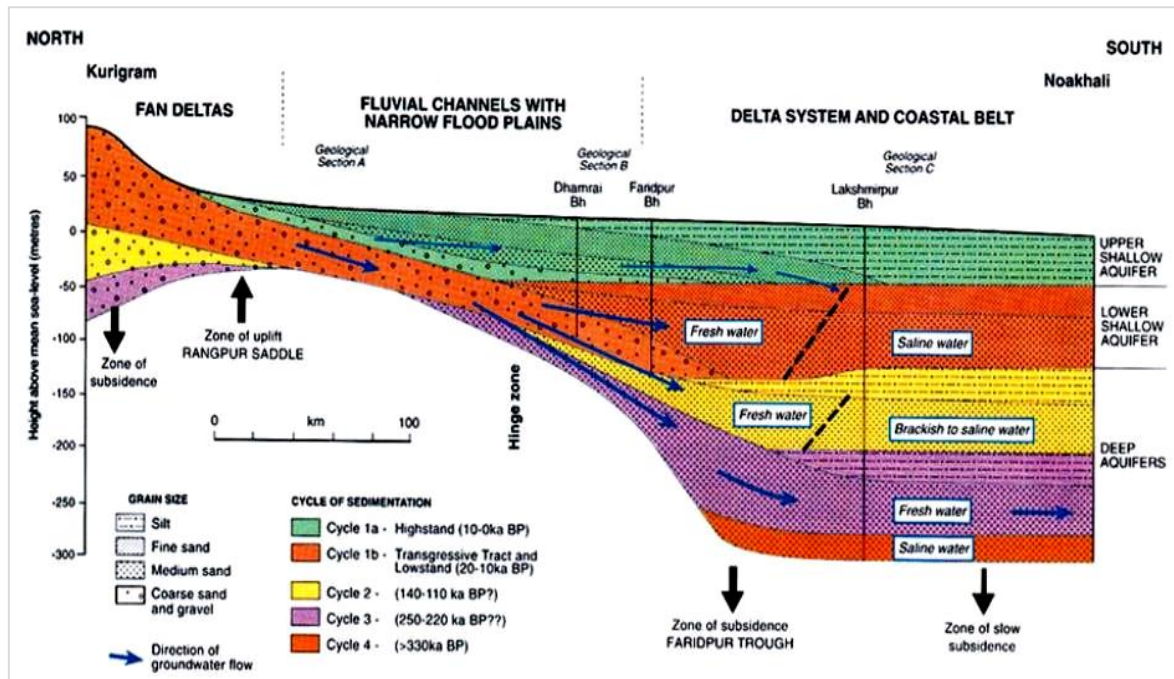 NORTH
SOUTH
Kurigram
Noakhali
FAN DELTAS
FLUVIAL CHANNELS WITH
NARROW FLOOD PLAINS
DELTA SYSTEM AND COASTAL BELT
Geological
Section A
Geological
Section B
Geological
Section C
Dhamrai
Bh
Faridpur
Bh
Lakshmirpur
Bh
Height above mean sea-level (metres)
100
50
0
-50
-100
-150
-200
-250
-300
UPPER
SHALLOW
AQUIFER
LOWER
SHALLOW
AQUIFER
DEEP
AQUIFERS
Fresh water
Saline water
Fresh water
Brackish to saline water
Fresh water
Saline water
Zone of
subsidence
Zone of uplift
RANGPUR SADDLE
0 km 100
Hinge zone
GRAIN SIZE
Silt
Fine sand
Medium sand
Coarse sand
and gravel
Direction of
groundwater flow
CYCLE OF SEDIMENTATION
Cycle 1a - Highstand (10-0ka BP)
Cycle 1b - Transgressive Tract and
Lowstand (20-10ka BP)
Cycle 2 - (140-110 ka BP?)
Cycle 3 - (250-220 ka BP??)
Cycle 4 - (>330ka BP)
Zone of subsidence
FARIDPUR TROUGH
Zone of slow
subsidence